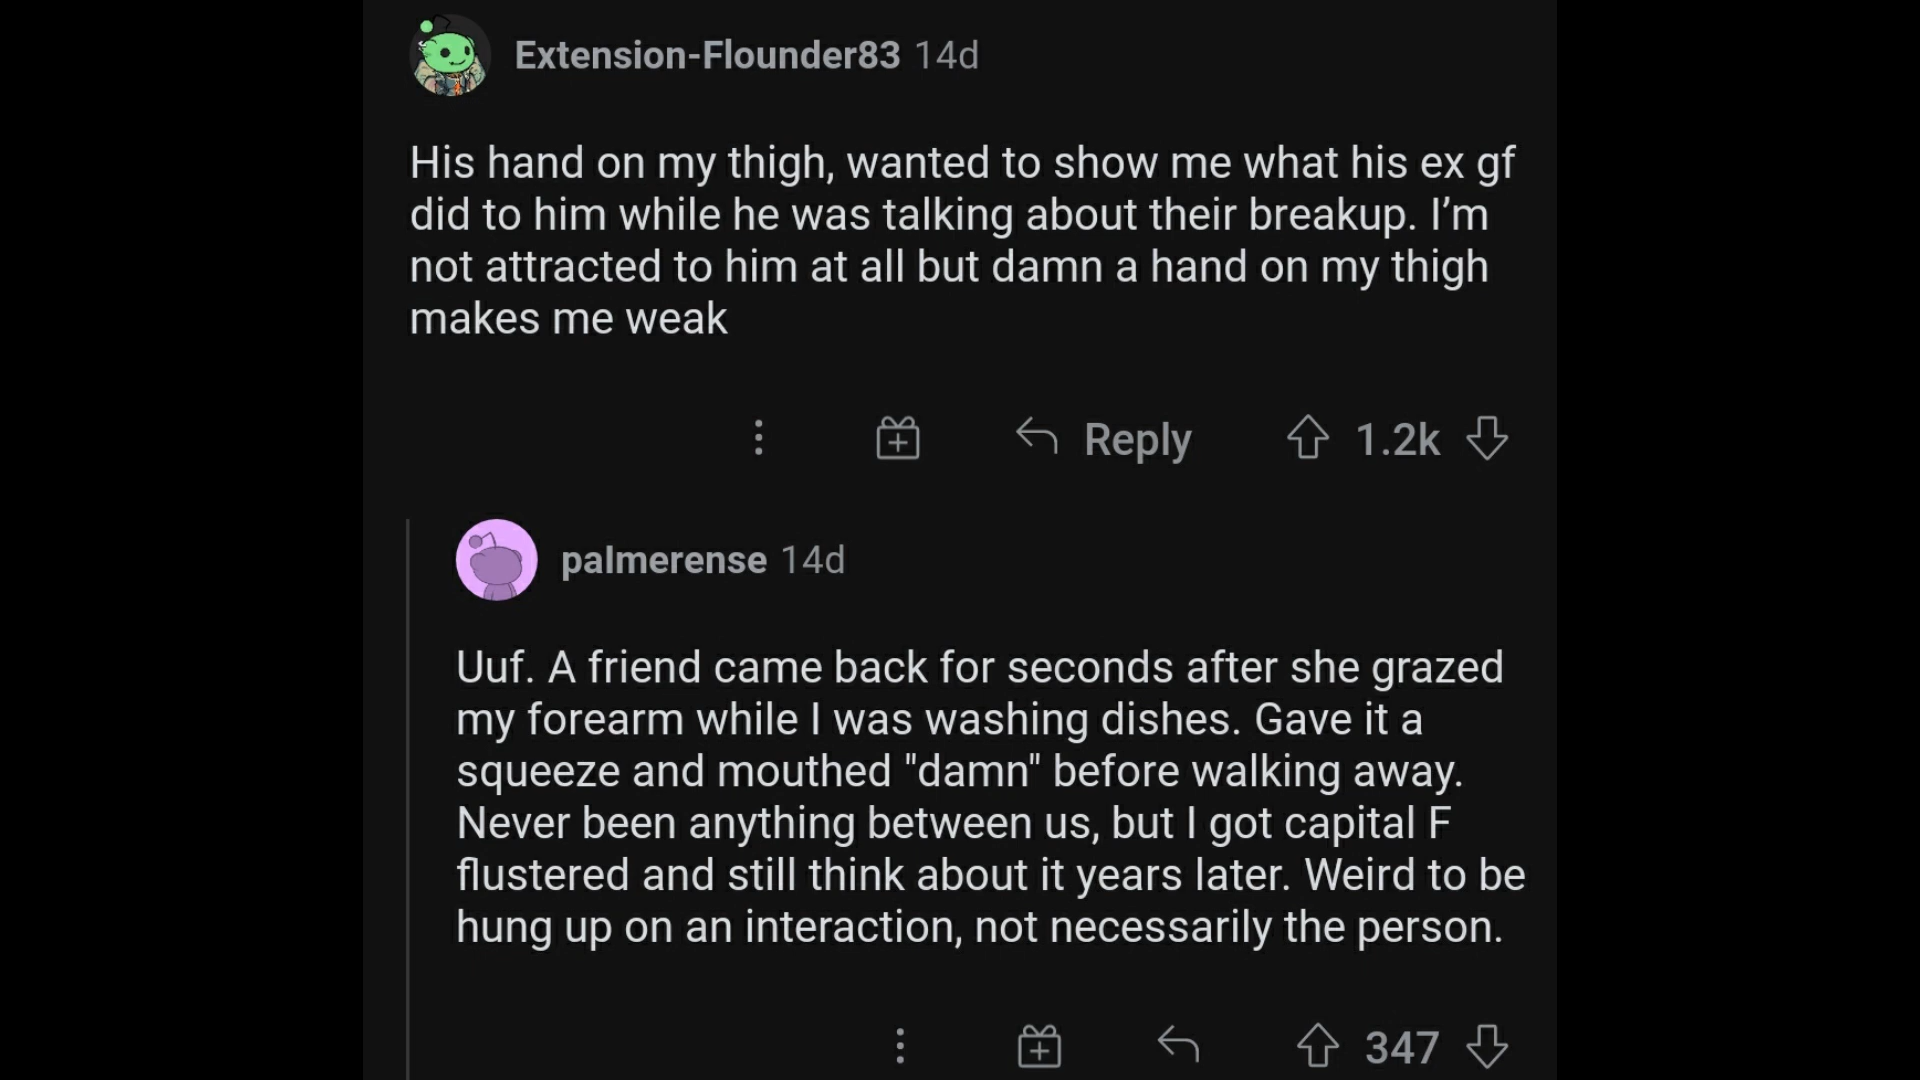 Extension-Flounder83 14d
His hand on my thigh, wanted to show me what his ex gf
did to him while he was talking about their breakup. I’m
not attracted to him at all but damn a hand on my thigh
makes me weak
Reply 1.2k
palmerense 14d
Uuf. A friend came back for seconds after she grazed
my forearm while I was washing dishes. Gave it a
squeeze and mouthed "damn" before walking away.
Never been anything between us, but I got capital F
flustered and still think about it years later. Weird to be
hung up on an interaction, not necessarily the person.
347